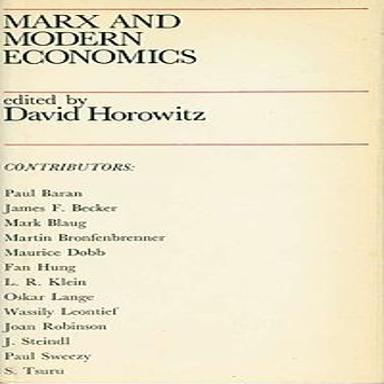 MARX AND
MODERN
ECONOMICS
edited by
David Horowitz
CONTRIBUTORS:
Paul Baran
James F. Becker
Mark Blaug
Martin Bronfenbrenner
Maurice Dobb
Fan Hung
L. R. Klein
Oskar Lange
Wassily Leontief
Joan Robinson
J. Steindl
Paul Sweezy
S. Tsuru